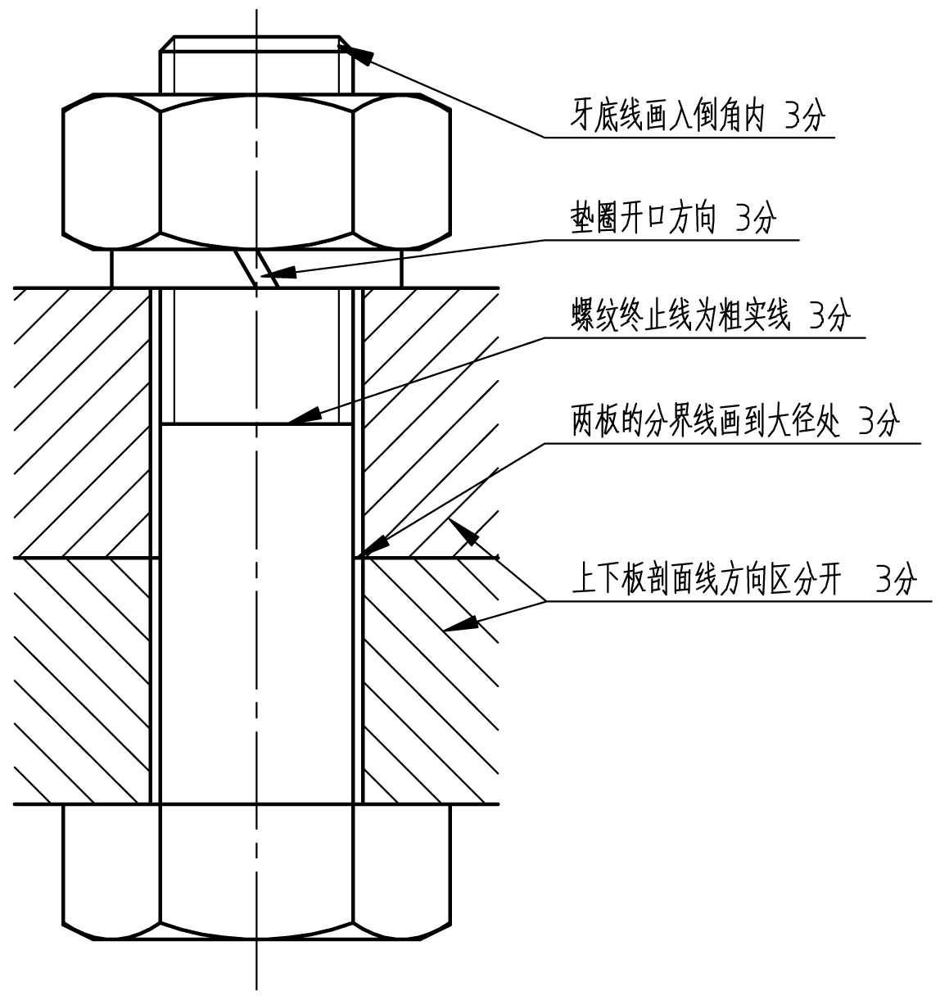 牙底线画入倒角内 3分
垫圈开口方向 3分
螺纹终止线为粗实线 3分
两板的分界线画到大径处 3分
上下板剖面线方向区分开 3分